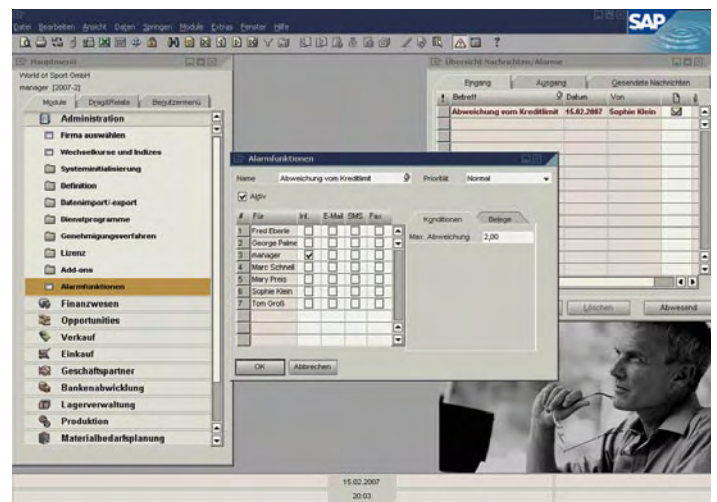 SAP
Datei Bearbeiten Ansicht Daten Springen Module Extras Fenster Hilfe
Hauptmenü
World of Sport GmbH
manager [2007-2]
Module Drag&Relate Benutzermenü
Administration
Firma auswählen
Wechselkurse und Indizes
Systeminitialisierung
Definition
Datenimport/-export
Dienstprogramme
Genehmigungsverfahren
Lizenz
Add-ons
Alarmfunktionen
Finanzwesen
Opportunities
Verkauf
Einkauf
Geschäftspartner
Bankenabwicklung
Lagerverwaltung
Produktion
Materialbedarfsplanung
Alarmfunktionen
Name Abweichung vom Kreditlimit Priorität Normal
Aktiv
# Für Int. E-Mail SMS Fax
1 Fred Eberle
2 George Palme
3 manager
4 Marc Schnell
5 Mary Preis
6 Sophie Klein
7 Tom Groß
Konditionen Belege
Max. Abweichung 2,00
OK Abbrechen
Übersicht Nachrichten/Alarme
Eingang Ausgang Gesendete Nachrichten
! Betreff Datum Von
Abweichung vom Kreditlimit 15.02.2007 Sophie Klein
Löschen Abwesend
15.02.2007
20:03